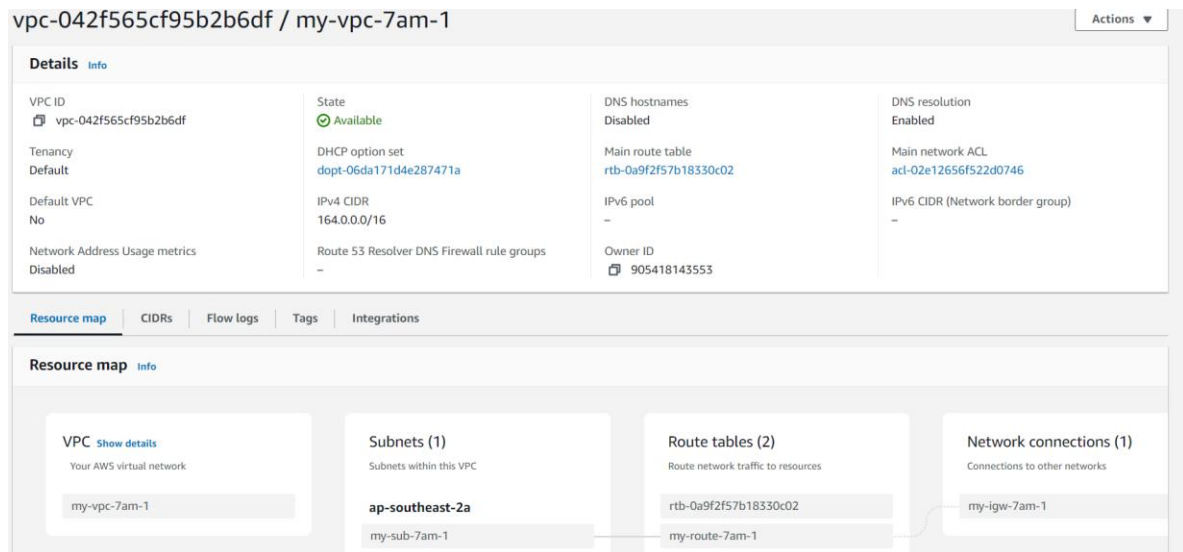 vpc-042f565cf95b2b6df / my-vpc-7am-1
Actions ▼
Details Info
VPC ID
vpc-042f565cf95b2b6df
State
Available
DNS hostnames
Disabled
DNS resolution
Enabled
Tenancy
Default
DHCP option set
dopt-06da171d4e287471a
Main route table
rtb-0a9f2f57b18330c02
Main network ACL
acl-02e12656f522d0746
Default VPC
No
IPv4 CIDR
164.0.0.0/16
IPv6 pool
–
IPv6 CIDR (Network border group)
–
Network Address Usage metrics
Disabled
Route 53 Resolver DNS Firewall rule groups
–
Owner ID
905418143553
Resource map
CIDRs
Flow logs
Tags
Integrations
Resource map Info
VPC Show details
Your AWS virtual network
my-vpc-7am-1
Subnets (1)
Subnets within this VPC
ap-southeast-2a
my-sub-7am-1
Route tables (2)
Route network traffic to resources
rtb-0a9f2f57b18330c02
my-route-7am-1
Network connections (1)
Connections to other networks
my-igw-7am-1